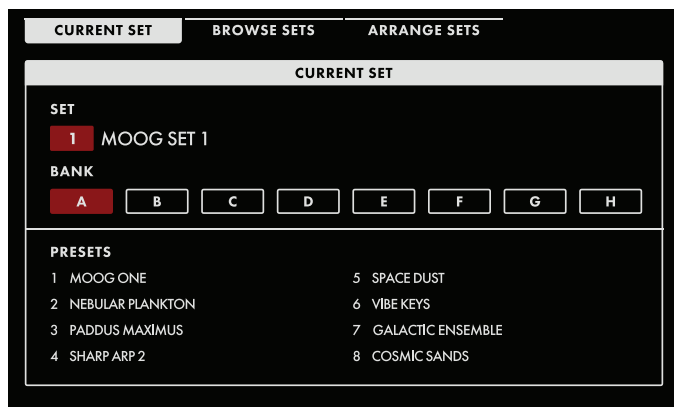 CURRENT SET BROWSE SETS ARRANGE SETS
CURRENT SET
SET
1 MOOG SET 1
BANK
A B C D E F G H
PRESETS
1 MOOG ONE
2 NEBULAR PLANKTON
3 PADDUS MAXIMUS
4 SHARP ARP 2
5 SPACE DUST
6 VIBE KEYS
7 GALACTIC ENSEMBLE
8 COSMIC SANDS